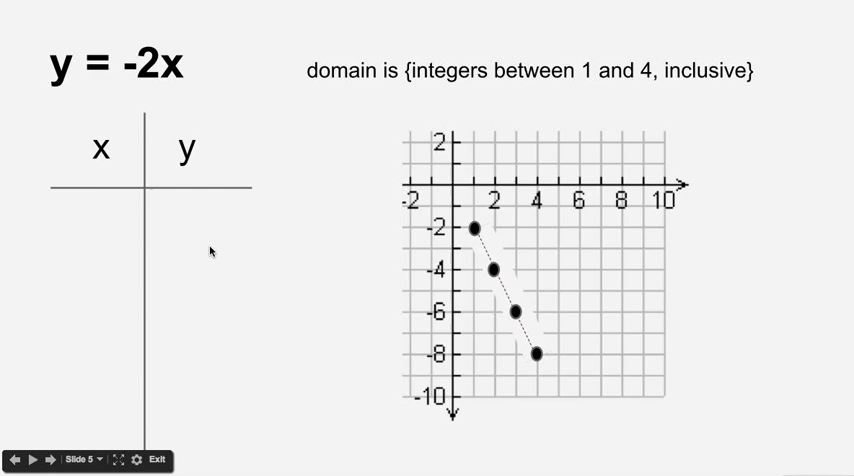 y = -2x
domain is {integers between 1 and 4, inclusive}
x y
2
-2 2 4 6 8 10
-2
-4
-6
-8
-10
Slide 5 Exit